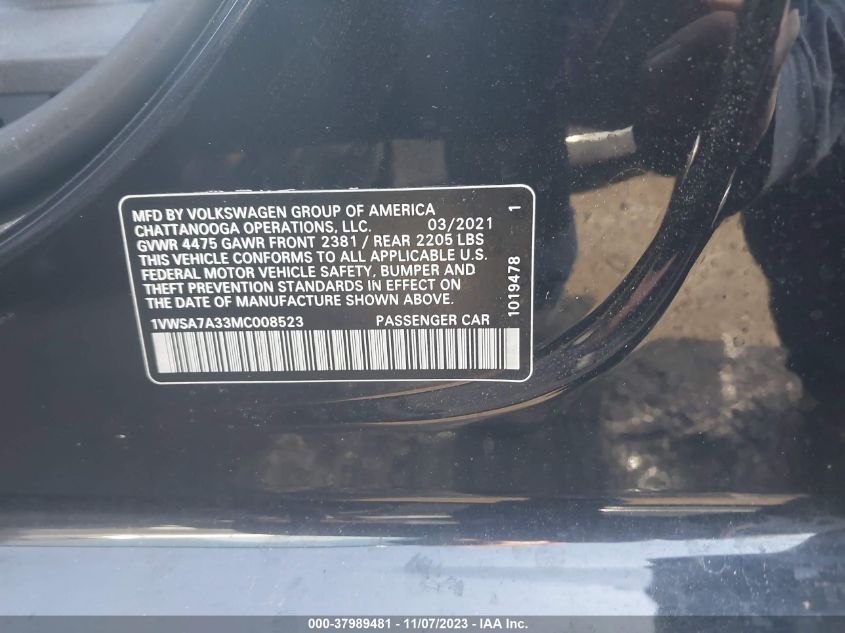 MFD BY VOLKSWAGEN GROUP OF AMERICA
CHATTANOOGA OPERATIONS, LLC. 03/2021
GVWR 4475 GAWR FRONT 2381 / REAR 2205 LBS
THIS VEHICLE CONFORMS TO ALL APPLICABLE U.S.
FEDERAL MOTOR VEHICLE SAFETY, BUMPER AND
THEFT PREVENTION STANDARDS IN EFFECT ON
THE DATE OF MANUFACTURE SHOWN ABOVE.
1VWSA7A33MC008523 PASSENGER CAR
1019478 1
000-37989481 - 11/07/2023 - IAA Inc.